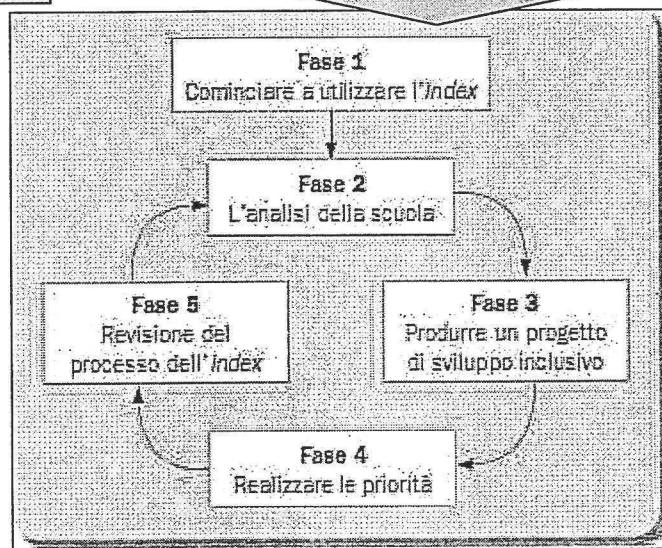 Fase 1
Cominciare a utilizzare l'Index
Fase 2
L'analisi della scuola
Fase 5
Revisione del
processo dell'Index
Fase 3
Produrre un progetto
di sviluppo inclusivo
Fase 4
Realizzare le priorità